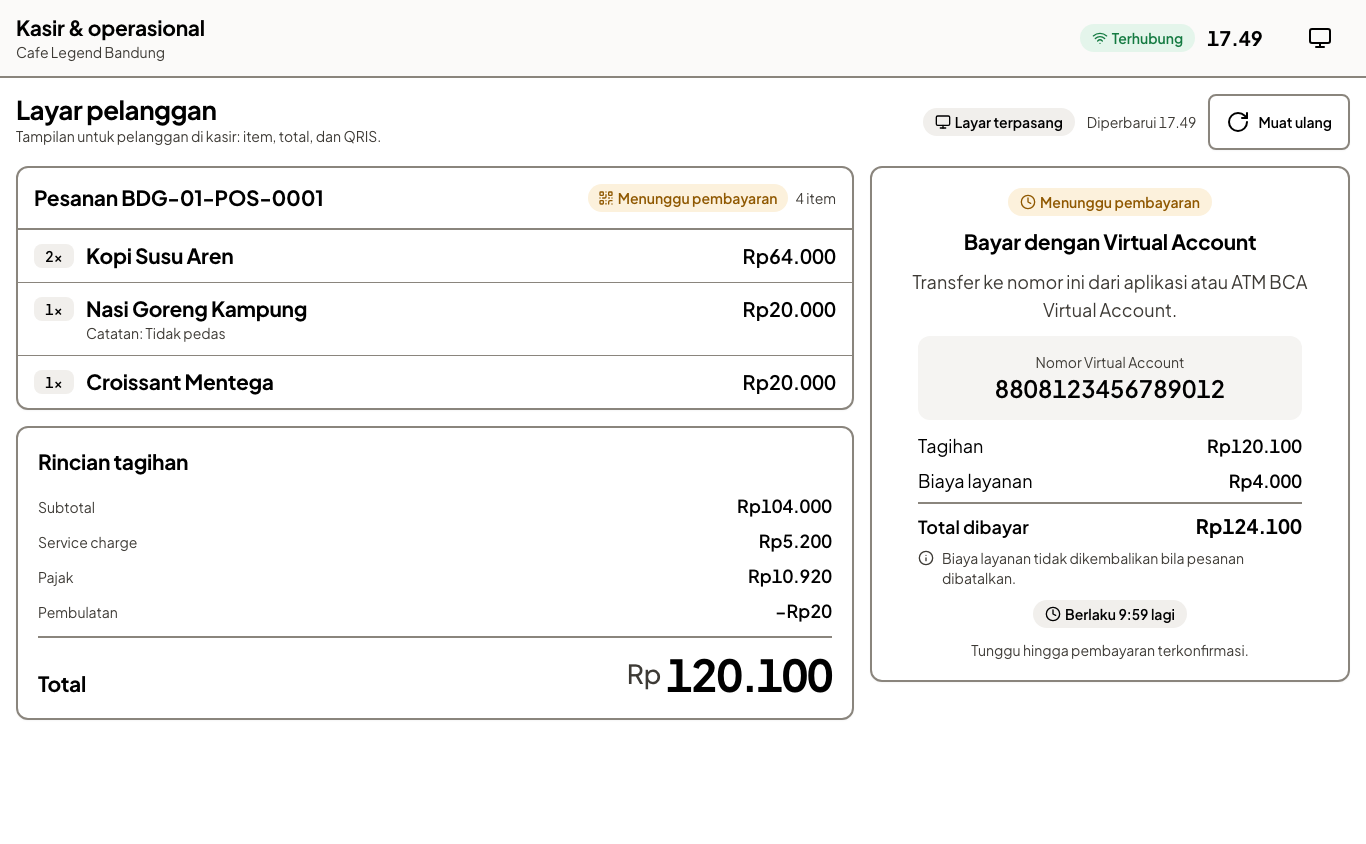 Kasir & operasional
Cafe Legend Bandung
Terhubung
17.49
Layar pelanggan
Tampilan untuk pelanggan di kasir: item, total, dan QRIS.
Layar terpasang
Diperbarui 17.49
Muat ulang
Pesanan BDG-01-POS-0001
Menunggu pembayaran
4 item
2× Kopi Susu Aren Rp64.000
1× Nasi Goreng Kampung Rp20.000
Catatan: Tidak pedas
1× Croissant Mentega Rp20.000
Rincian tagihan
Subtotal Rp104.000
Service charge Rp5.200
Pajak Rp10.920
Pembulatan −Rp20
Total Rp 120.100
Menunggu pembayaran
Bayar dengan Virtual Account
Transfer ke nomor ini dari aplikasi atau ATM BCA
Virtual Account.
Nomor Virtual Account
8808123456789012
Tagihan Rp120.100
Biaya layanan Rp4.000
Total dibayar Rp124.100
Biaya layanan tidak dikembalikan bila pesanan
dibatalkan.
Berlaku 9:59 lagi
Tunggu hingga pembayaran terkonfirmasi.